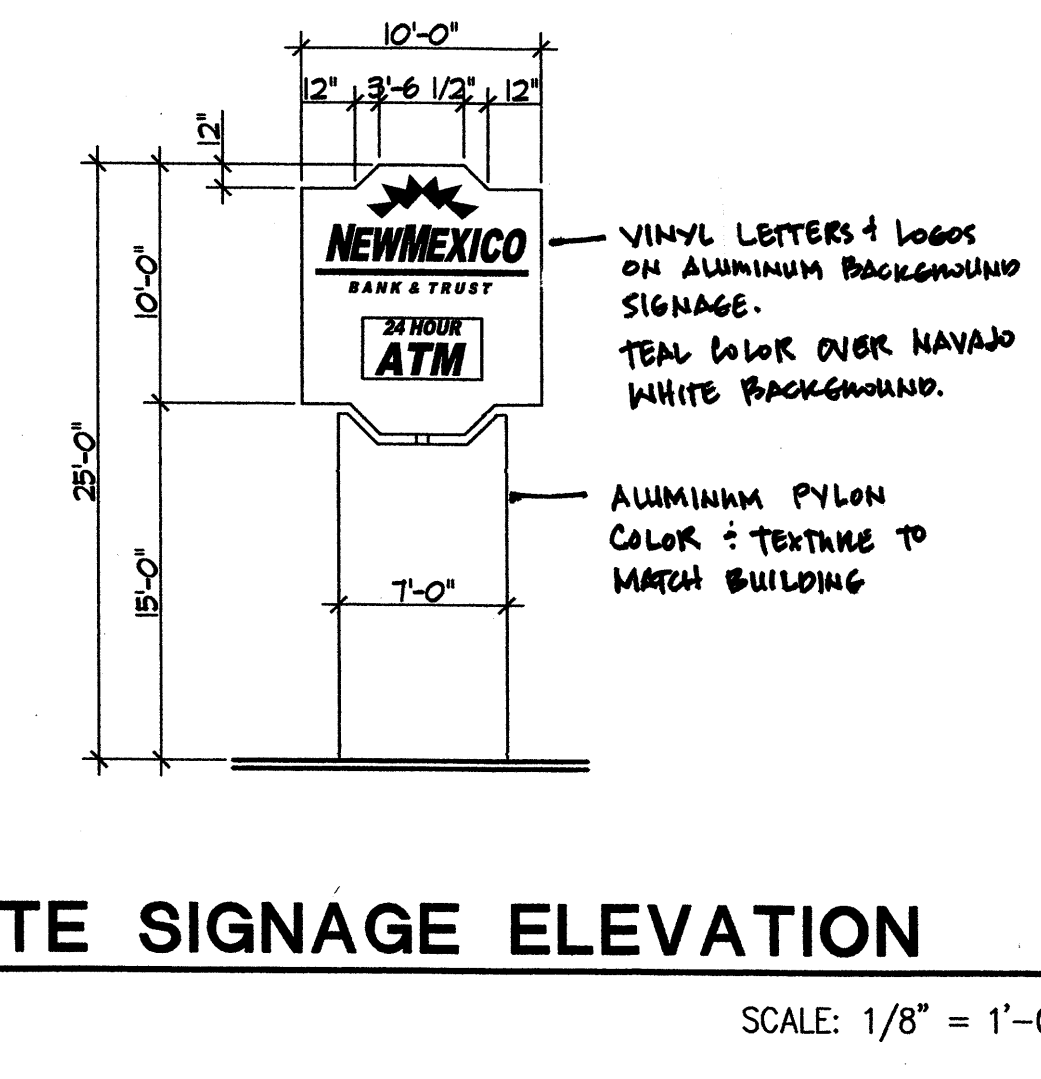 10'-0"
12" 3'-6 1/2" 12"
12"
10'-0"
25'-0"
15'-0"
7'-0"
NEWMEXICO
BANK & TRUST
24 HOUR
ATM
VINYL LETTERS & LOGOS
ON ALUMINUM BACKGROUND
SIGNAGE.
TEAL COLOR OVER NAVAJO
WHITE BACKGROUND.
ALUMINUM PYLON
COLOR & TEXTURE TO
MATCH BUILDING
TE SIGNAGE ELEVATION
SCALE: 1/8" = 1'-0